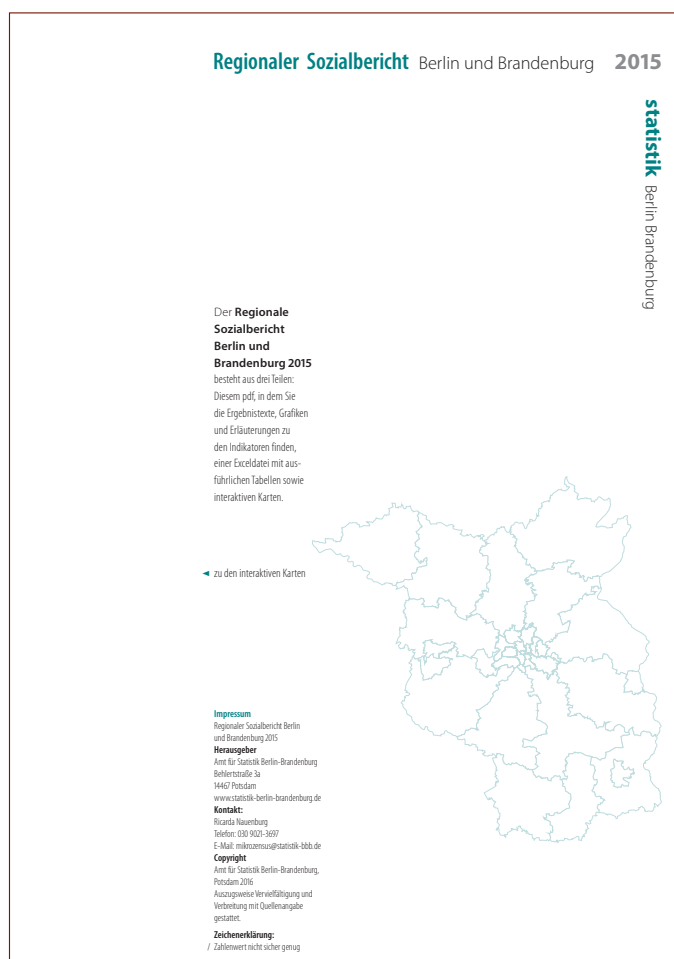 Regionaler Sozialbericht Berlin und Brandenburg 2015
statistik Berlin Brandenburg
Der Regionale
Sozialbericht
Berlin und
Brandenburg 2015
besteht aus drei Teilen:
Diesem pdf, in dem Sie
die Ergebnistexte, Grafiken
und Erläuterungen zu
den Indikatoren finden,
einer Exceldatei mit aus-
führlichen Tabellen sowie
interaktiven Karten.
◄ zu den interaktiven Karten
Impressum
Regionaler Sozialbericht Berlin
und Brandenburg 2015
Herausgeber
Amt für Statistik Berlin-Brandenburg
Behlertstraße 3a
14467 Potsdam
www.statistik-berlin-brandenburg.de
Kontakt:
Ricarda Nauenburg
Telefon: 030 9021-3697
E-Mail: mikrozensus@statistik-bbb.de
Copyright
Amt für Statistik Berlin-Brandenburg,
Potsdam 2016
Auszugsweise Vervielfältigung und
Verbreitung mit Quellenangabe
gestattet.
Zeichenerklärung:
/ Zahlenwert nicht sicher genug